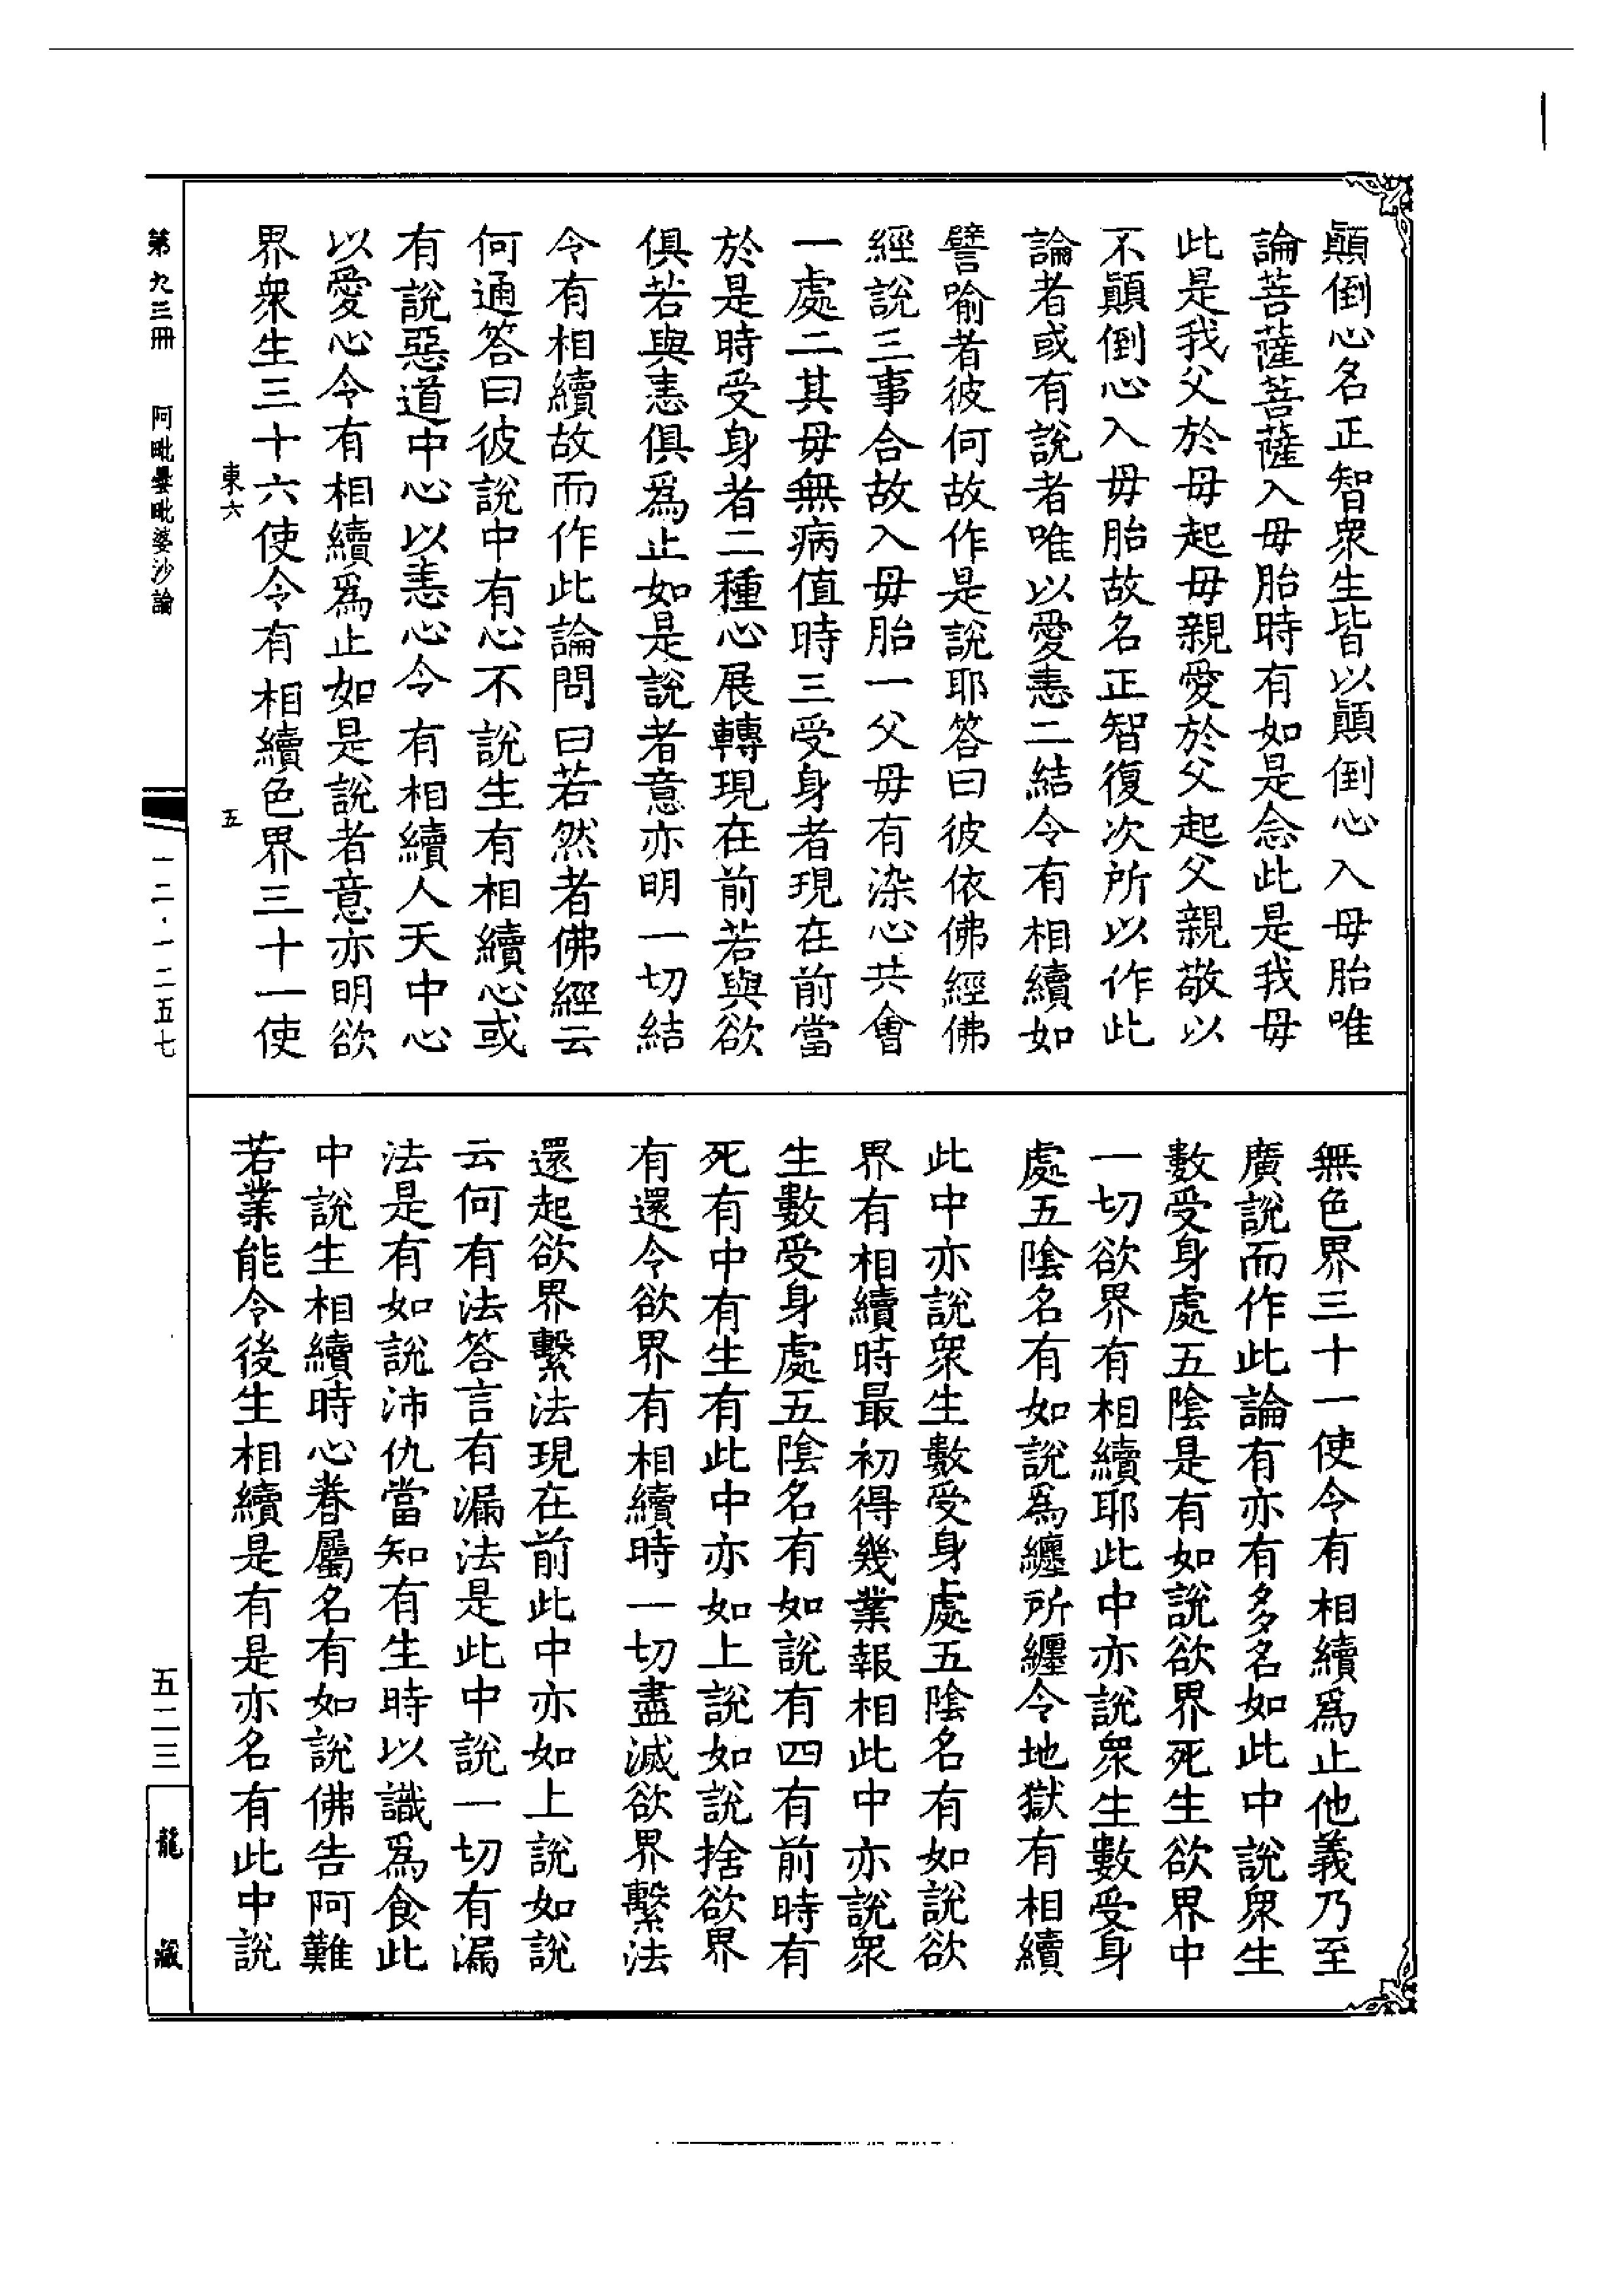 顚倒心名正智衆生皆以顚倒心入母胎唯
論菩薩菩薩入母胎時有如是念此是我母
此是我父於母起母親愛於父起父親敬以
不顚倒心入母胎故名正智復次所以作此
論者或有說者唯以愛恚二結令有相續如
譬喻者彼何故作是說耶答曰彼依佛經佛
經說三事合故入母胎一父母有染心共會
一處二其母無病值時三受身者現在前當
於是時受身者二種心展轉現在前若與欲
俱若與恚俱爲止如是說者意亦明一切結
令有相續故而作此論問曰若然者佛經云
何通答曰彼說中有心不說生有相續心或
有說惡道中心以恚心令有相續人天中心
以愛心令有相續爲止如是說者意亦明欲
界衆生三十六使令有相續色界三十一使
東六 五
無色界三十一使令有相續爲止他義乃至
廣說而作此論有亦有多名如此中說衆生
數受身處五陰是有如說欲界死生欲界中
一切欲界有相續耶此中亦說衆生數受身
處五陰名有如說爲纏所纏令地獄有相續
此中亦說衆生數受身處五陰名有如說欲
界有相續時最初得幾業報相此中亦說衆
生數受身處五陰名有如說有四有前時有
死有中有生有此中亦如上說如說捨欲界
有還令欲界有相續時一切盡滅欲界繫法
還起欲界繫法現在前此中亦如上說如說
云何有法答言有漏法是此中說一切有漏
法是有如說沛仇當知有生時以識爲食此
中說生相續時心眷屬名有如說佛告阿難
若業能令後生相續是有是亦名有此中說
第九三冊 阿毗曇毗婆沙論
一二·一二五七
五二三
龍藏